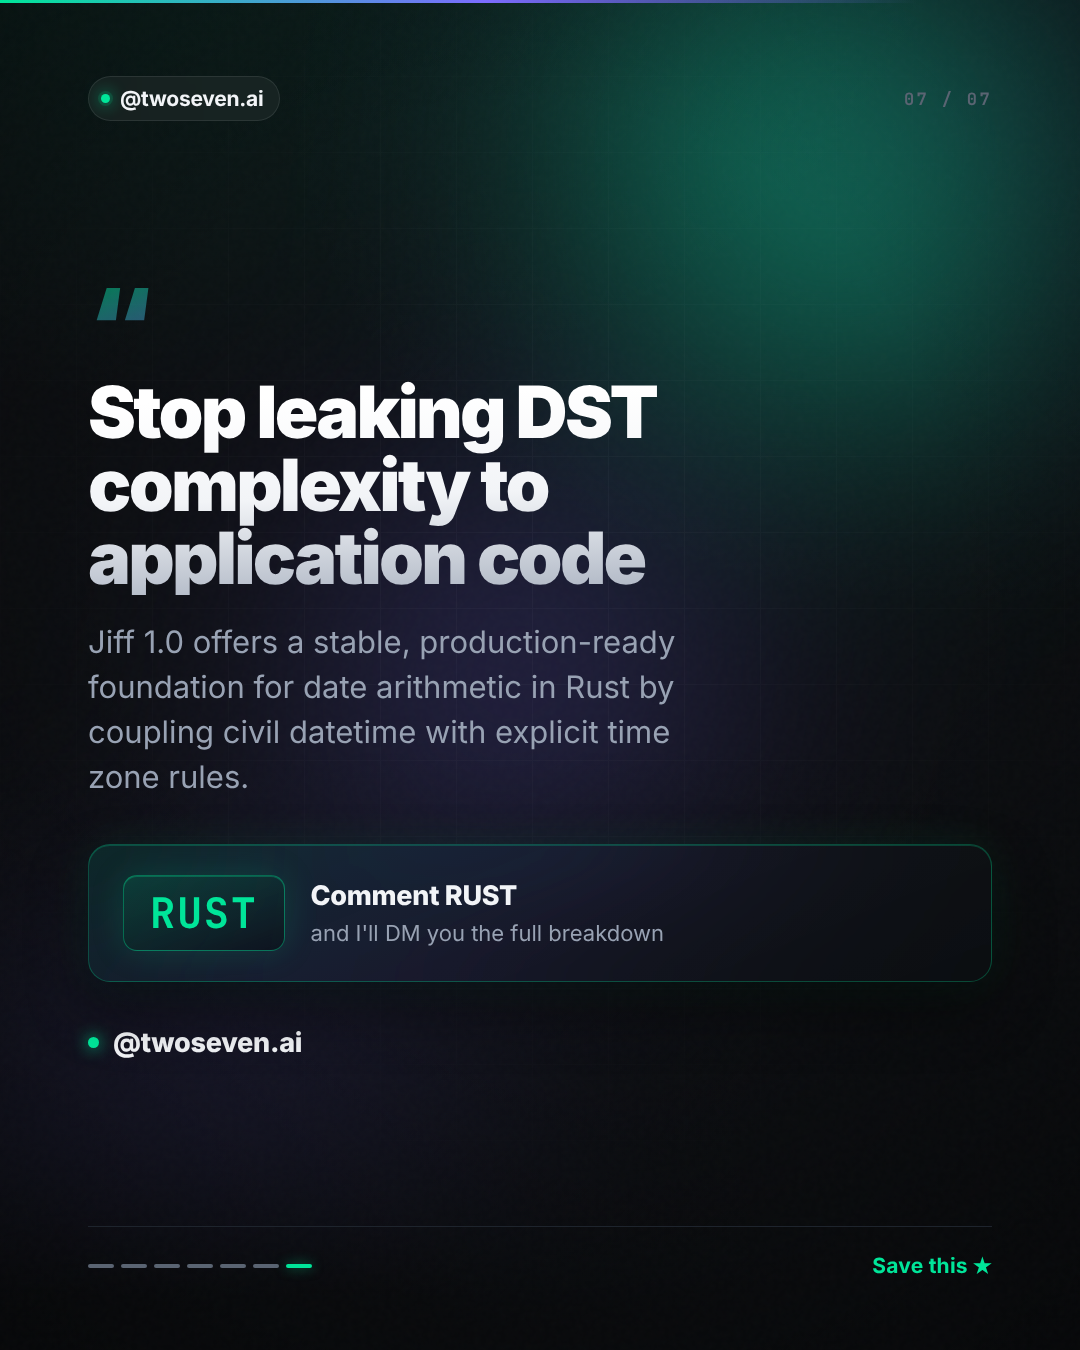 @twoseven.ai
07 / 07
“
Stop leaking DST
complexity to
application code
Jiff 1.0 offers a stable, production-ready
foundation for date arithmetic in Rust by
coupling civil datetime with explicit time
zone rules.
RUST
Comment RUST
and I'll DM you the full breakdown
@twoseven.ai
Save this ★